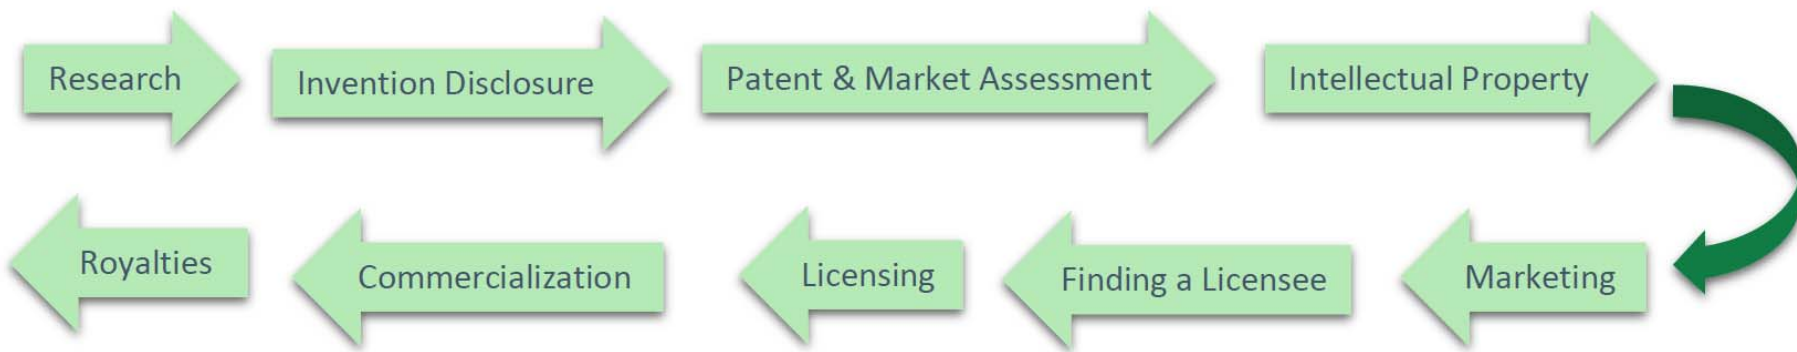 Research
Invention Disclosure
Patent & Market Assessment
Intellectual Property
Marketing
Finding a Licensee
Licensing
Commercialization
Royalties